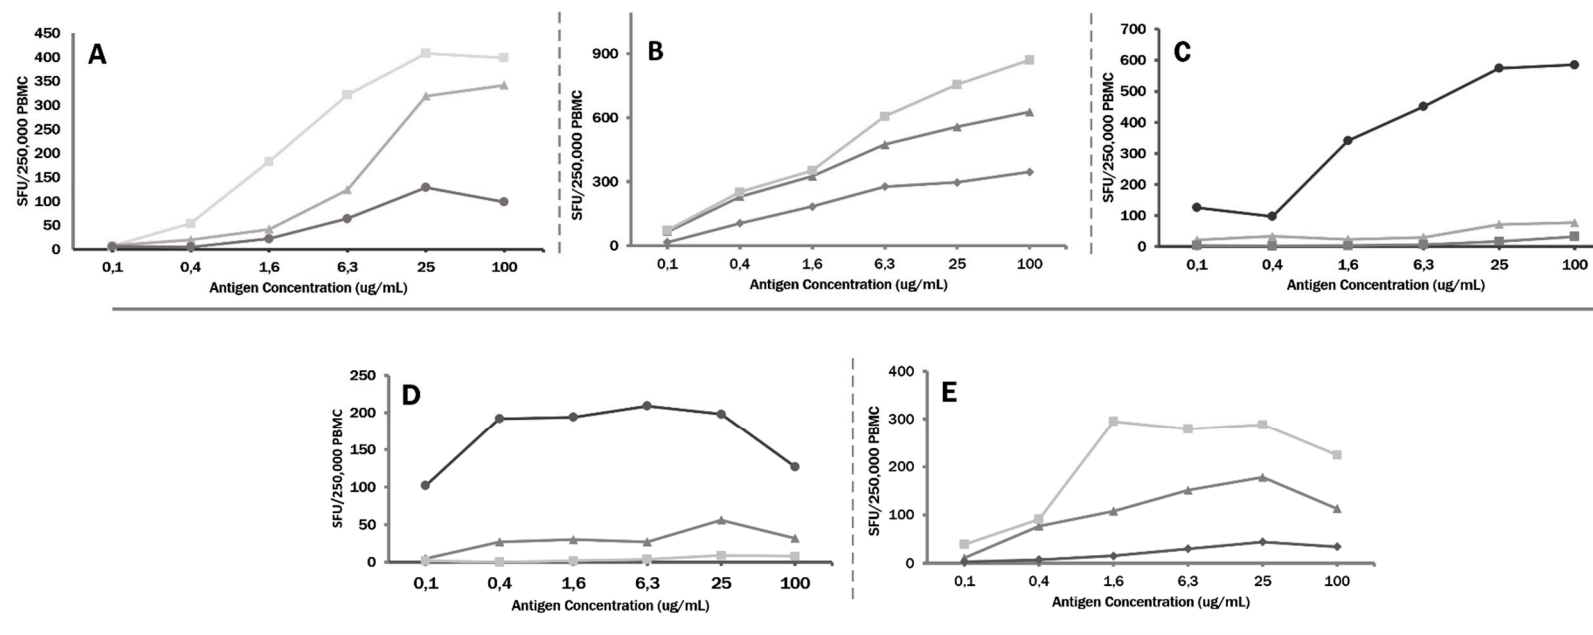 A
SFU/250,000 PBMC
450
400
350
300
250
200
150
100
50
0
0,1 0,4 1,6 6,3 25 100
Antigen Concentration (ug/mL)
B
SFU/250,000 PBMC
900
600
300
0
0,1 0,4 1,6 6,3 25 100
Antigen Concentration (ug/mL)
C
SFU/250,000 PBMC
700
600
500
400
300
200
100
0
0,1 0,4 1,6 6,3 25 100
Antigen Concentration (ug/mL)
D
SFU/250,000 PBMC
250
200
150
100
50
0
0,1 0,4 1,6 6,3 25 100
Antigen Concentration (ug/mL)
E
SFU/250,000 PBMC
400
300
200
100
0
0,1 0,4 1,6 6,3 25 100
Antigen Concentration (ug/mL)